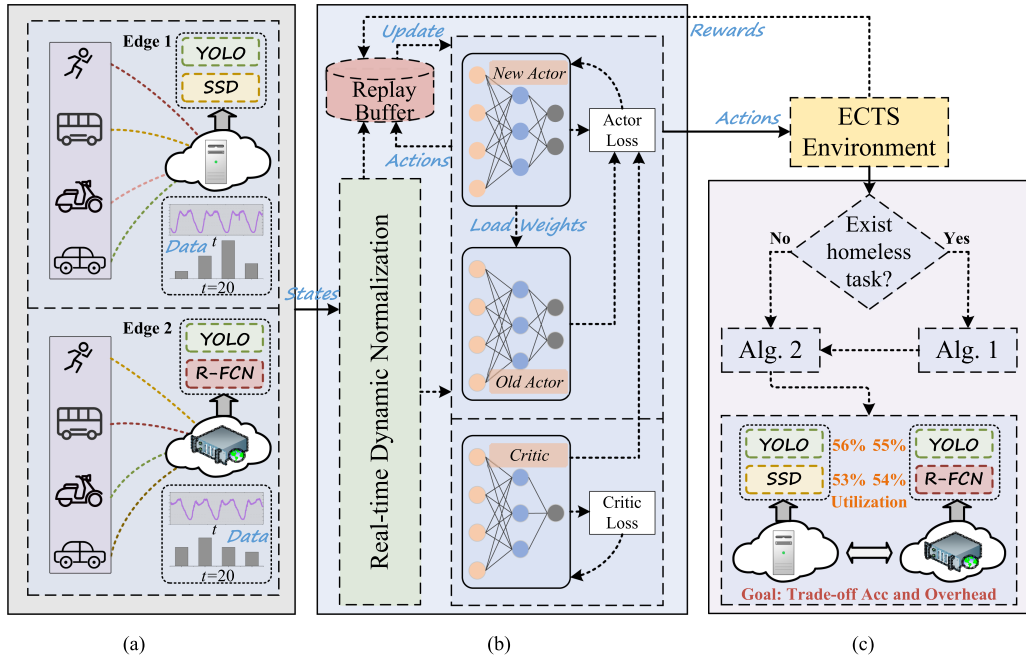 Edge 1
YOLO
SSD
Data
t
t=20
Edge 2
YOLO
R-FCN
Data
t
t=20
(a)
States
Update
Replay
Buffer
Actions
Real-time Dynamic Normalization
New Actor
Actor
Loss
Load Weights
Old Actor
Critic
Critic
Loss
(b)
Rewards
Actions
ECTS
Environment
Exist
homeless
task?
No
Yes
Alg. 2
Alg. 1
YOLO
56% 55%
YOLO
SSD
53% 54%
R-FCN
Utilization
Goal: Trade-off Acc and Overhead
(c)